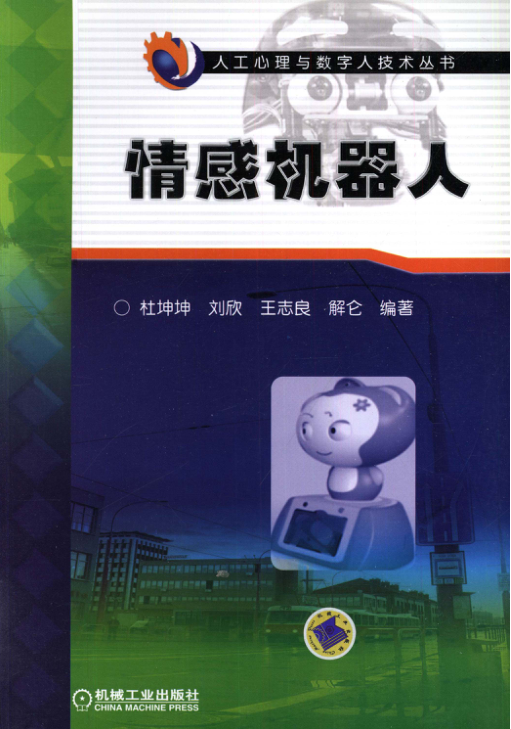 人工心理与数字人技术丛书
情感机器人
○ 杜坤坤 刘欣 王志良 解仑 编著
机械工业出版社
CHINA MACHINE PRESS